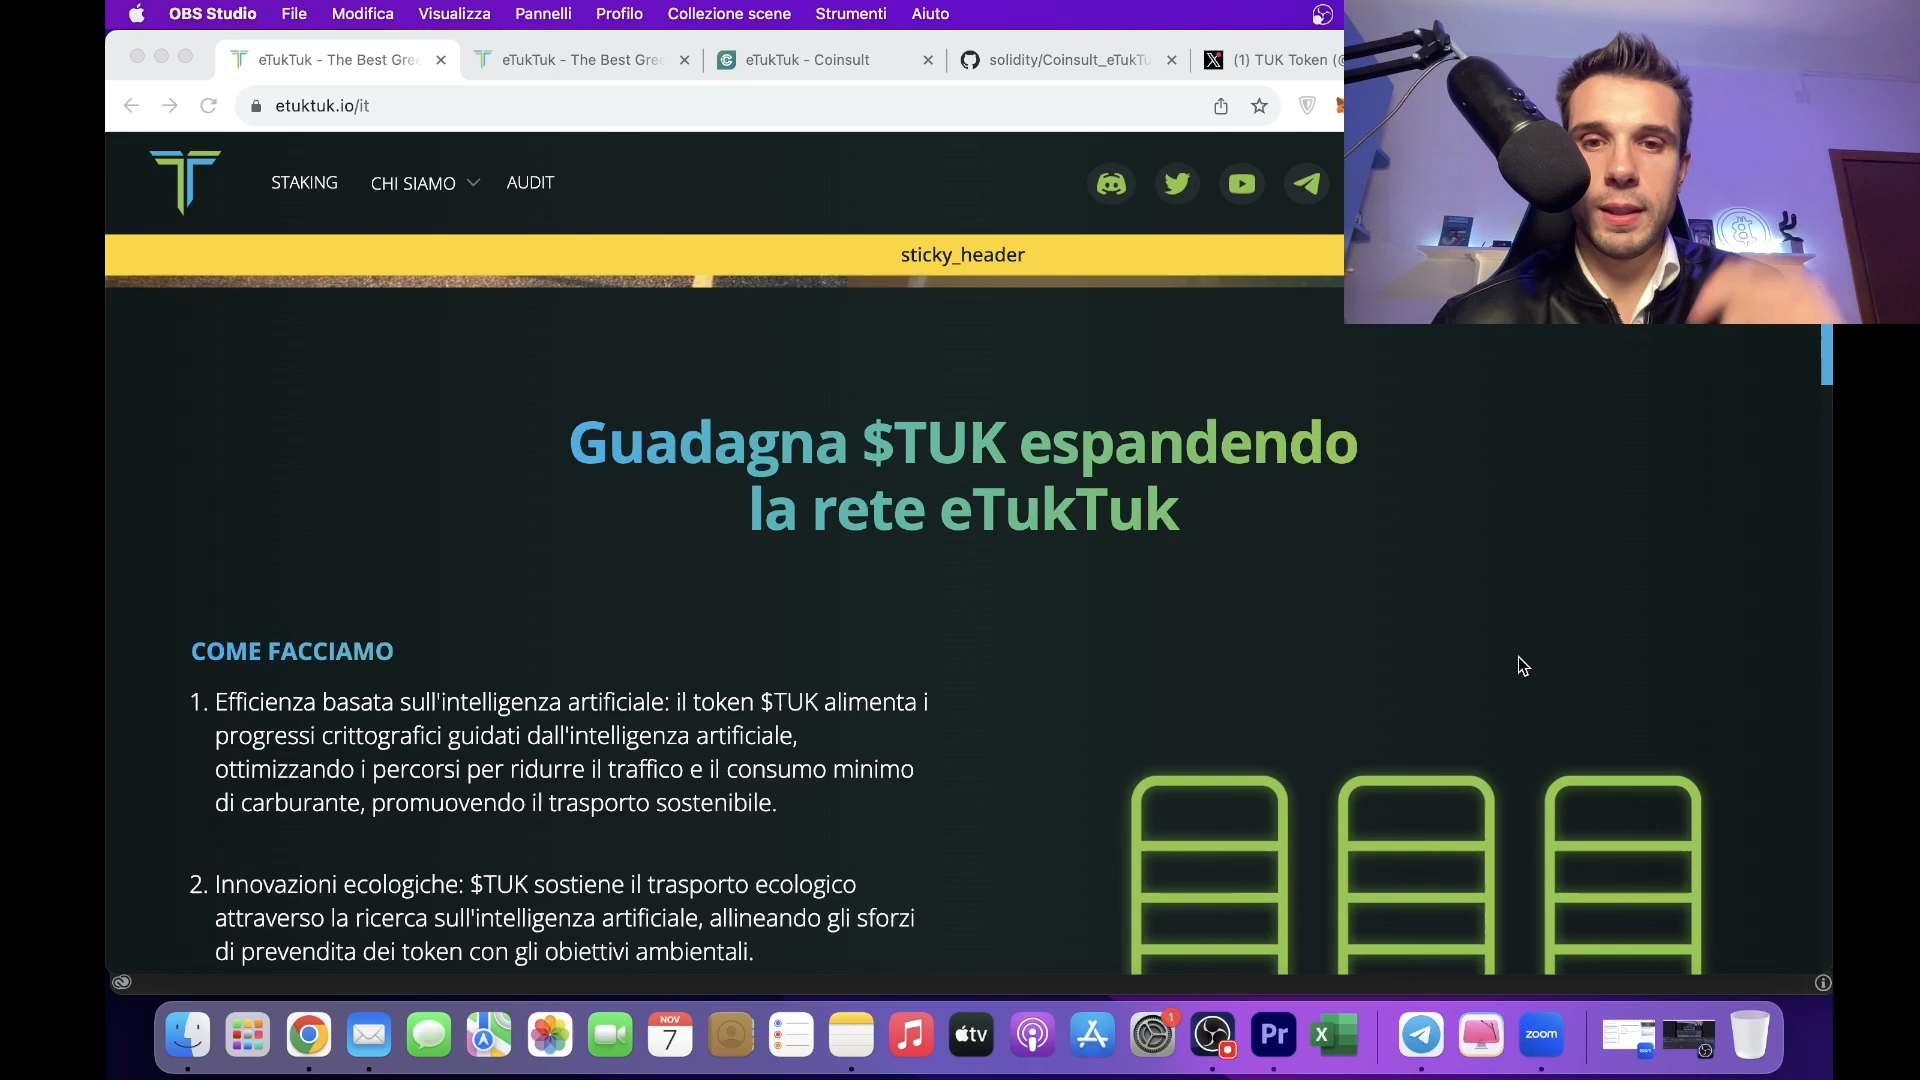 OBS Studio File Modifica Visualizza Pannelli Profilo Collezione scene Strumenti Aiuto
eTukTuk - The Best Gre
eTukTuk - The Best Gre
eTukTuk - Coinsult
solidity/Coinsult_eTukTu
(1) TUK Token (@
etuktuk.io/it
STAKING CHI SIAMO AUDIT
sticky_header
Guadagna $TUK espandendo
la rete eTukTuk
COME FACCIAMO
1. Efficienza basata sull'intelligenza artificiale: il token $TUK alimenta i
progressi crittografici guidati dall'intelligenza artificiale,
ottimizzando i percorsi per ridurre il traffico e il consumo minimo
di carburante, promuovendo il trasporto sostenibile.
2. Innovazioni ecologiche: $TUK sostiene il trasporto ecologico
attraverso la ricerca sull'intelligenza artificiale, allineando gli sforzi
di prevendita dei token con gli obiettivi ambientali.
NOV
7
tv
1
Pr
X
zoom